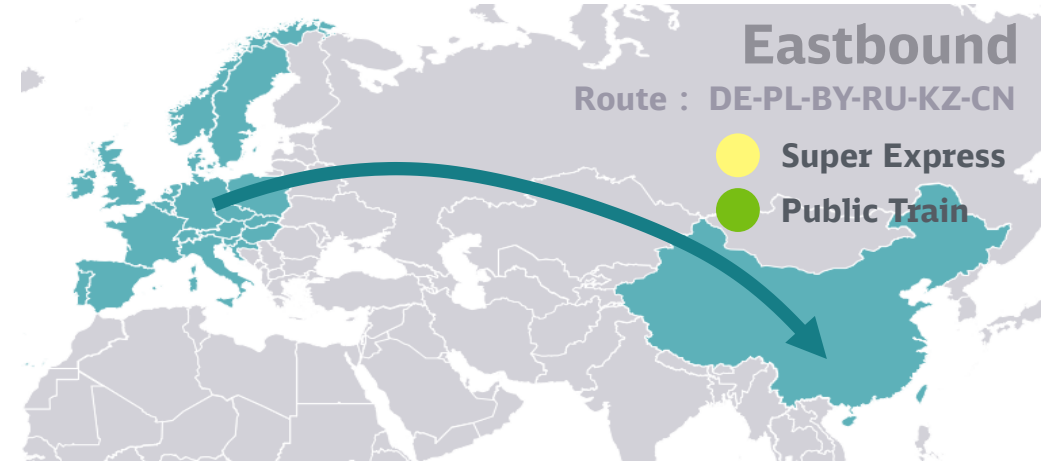 Eastbound
Route : DE-PL-BY-RU-KZ-CN
Super Express
Public Train